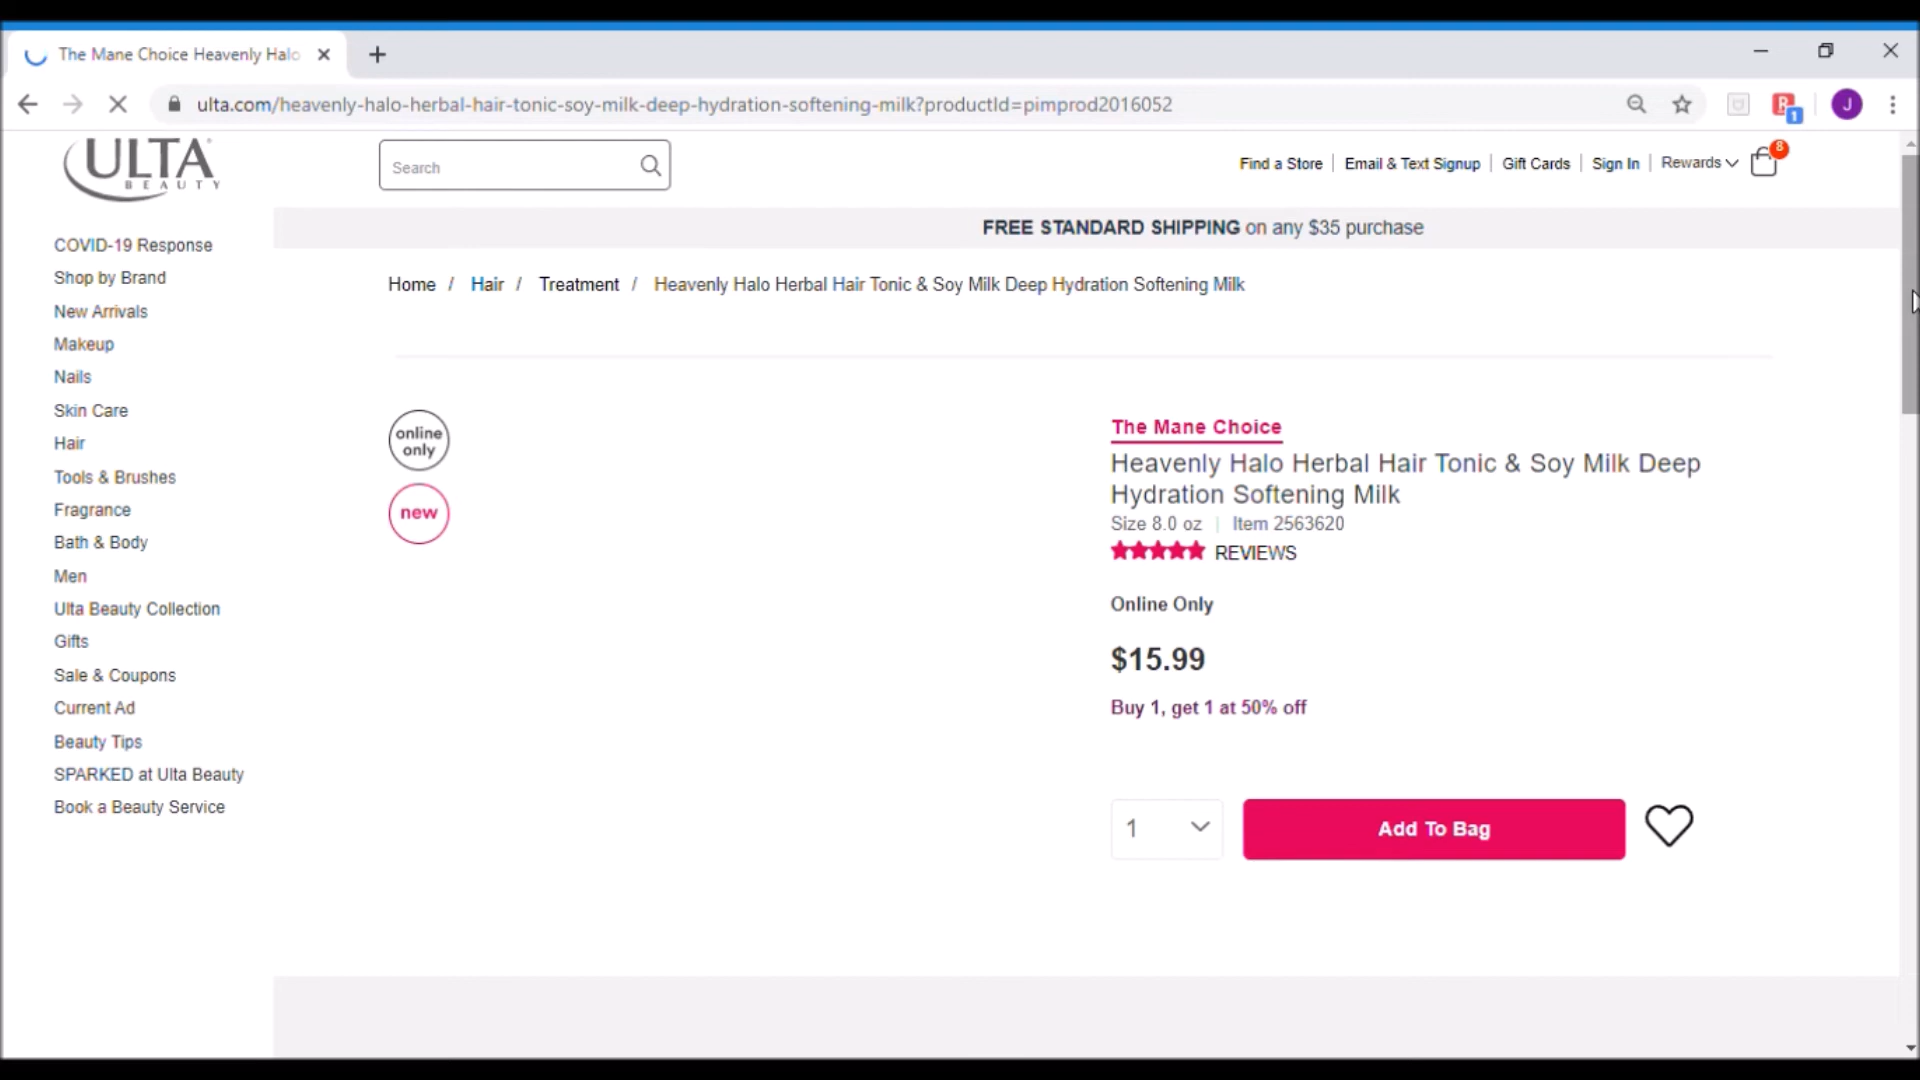 The Mane Choice Heavenly Halo
ulta.com/heavenly-halo-herbal-hair-tonic-soy-milk-deep-hydration-softening-milk?productId=pimprod2016052
R
1
J
ULTA
BEAUTY
Search
Find a Store
Email & Text Signup
Gift Cards
Sign In
Rewards
8
FREE STANDARD SHIPPING on any $35 purchase
COVID-19 Response
Shop by Brand
New Arrivals
Makeup
Nails
Skin Care
Hair
Tools & Brushes
Fragrance
Bath & Body
Men
Ulta Beauty Collection
Gifts
Sale & Coupons
Current Ad
Beauty Tips
SPARKED at Ulta Beauty
Book a Beauty Service
Home / Hair / Treatment / Heavenly Halo Herbal Hair Tonic & Soy Milk Deep Hydration Softening Milk
online
only
new
The Mane Choice
Heavenly Halo Herbal Hair Tonic & Soy Milk Deep
Hydration Softening Milk
Size 8.0 oz | Item 2563620
REVIEWS
Online Only
$15.99
Buy 1, get 1 at 50% off
1
Add To Bag